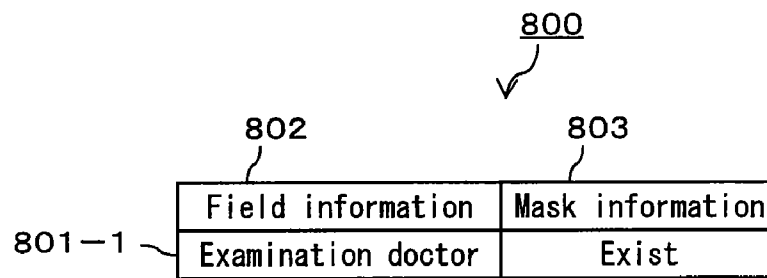 800
802 803
Field information Mask information
801-1 Examination doctor Exist